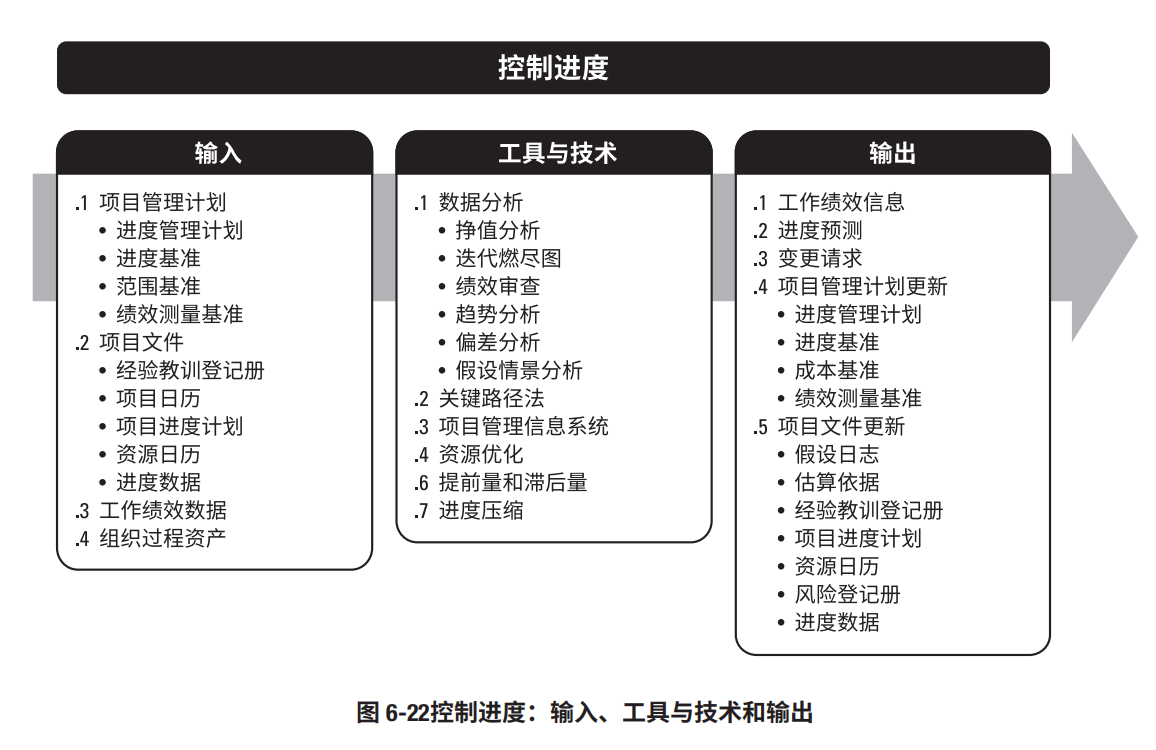 控制进度
输入
.1 项目管理计划
• 进度管理计划
• 进度基准
• 范围基准
• 绩效测量基准
.2 项目文件
• 经验教训登记册
• 项目日历
• 项目进度计划
• 资源日历
• 进度数据
.3 工作绩效数据
.4 组织过程资产
工具与技术
.1 数据分析
• 挣值分析
• 迭代燃尽图
• 绩效审查
• 趋势分析
• 偏差分析
• 假设情景分析
.2 关键路径法
.3 项目管理信息系统
.4 资源优化
.6 提前量和滞后量
.7 进度压缩
输出
.1 工作绩效信息
.2 进度预测
.3 变更请求
.4 项目管理计划更新
• 进度管理计划
• 进度基准
• 成本基准
• 绩效测量基准
.5 项目文件更新
• 假设日志
• 估算依据
• 经验教训登记册
• 项目进度计划
• 资源日历
• 风险登记册
• 进度数据
图 6-22控制进度：输入、工具与技术和输出